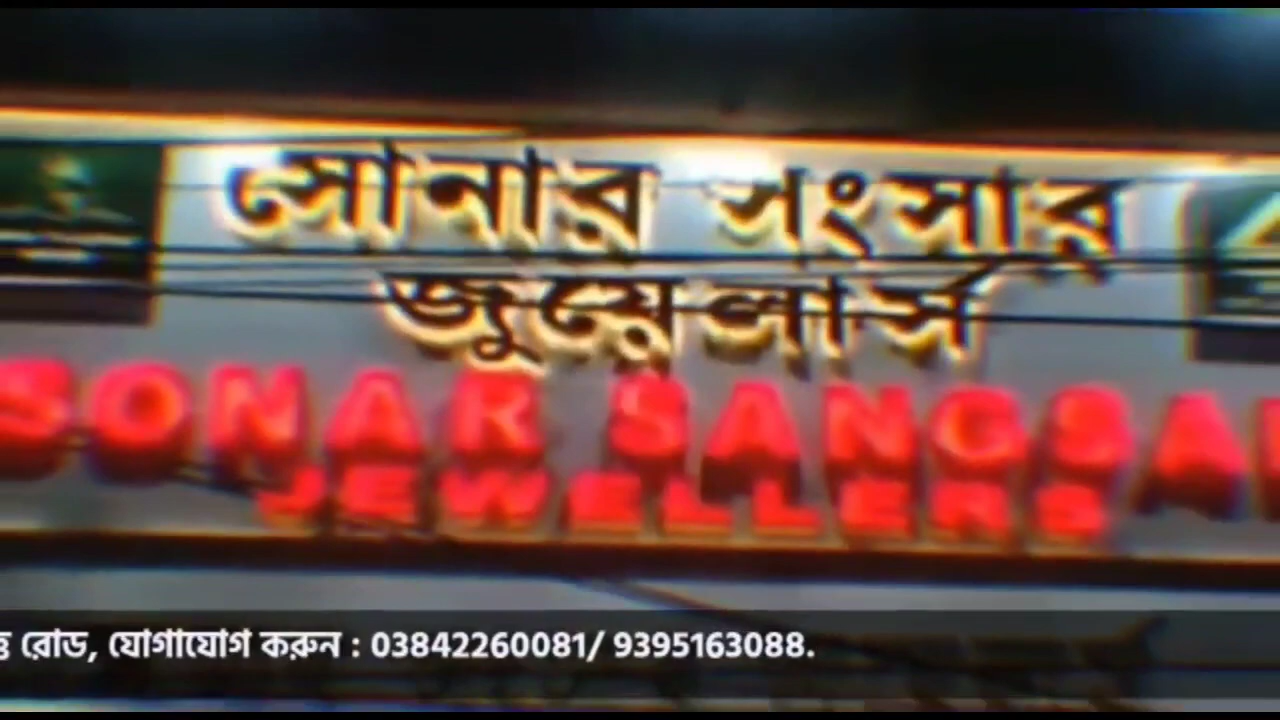 সোনার সংসার
জুয়েলার্স
SONAR SANGSA
JEWELLERS
রোড, যোগাযোগ করুন : 03842260081/ 9395163088.